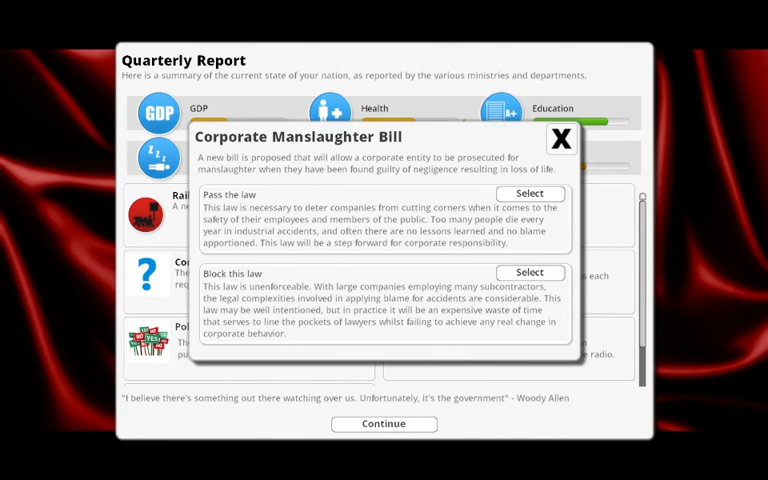 Quarterly Report
Here is a summary of the current state of your nation, as reported by the various ministries and departments.
GDP
GDP
Health
A+
Education
Corporate Manslaughter Bill
X
A new bill is proposed that will allow a corporate entity to be prosecuted for
manslaughter when they have been found guilty of negligence resulting in loss of life.
Pass the law
Select
This law is necessary to deter companies from cutting corners when it comes to the
safety of their employees and members of the public. Too many people die every
year in industrial accidents, and often there are no lessons learned and no blame
apportioned. This law will be a step forward for corporate responsibility.
Block this law
Select
This law is unenforceable. With large companies employing many subcontractors,
the legal complexities involved in applying blame for accidents are considerable. This
law may be well intentioned, but in practice it will be an expensive waste of time
that serves to line the pockets of lawyers whilst failing to achieve any real change in
corporate behavior.
?
each
YES
NO
radio.
"I believe there's something out there watching over us. Unfortunately, it's the government" - Woody Allen
Continue